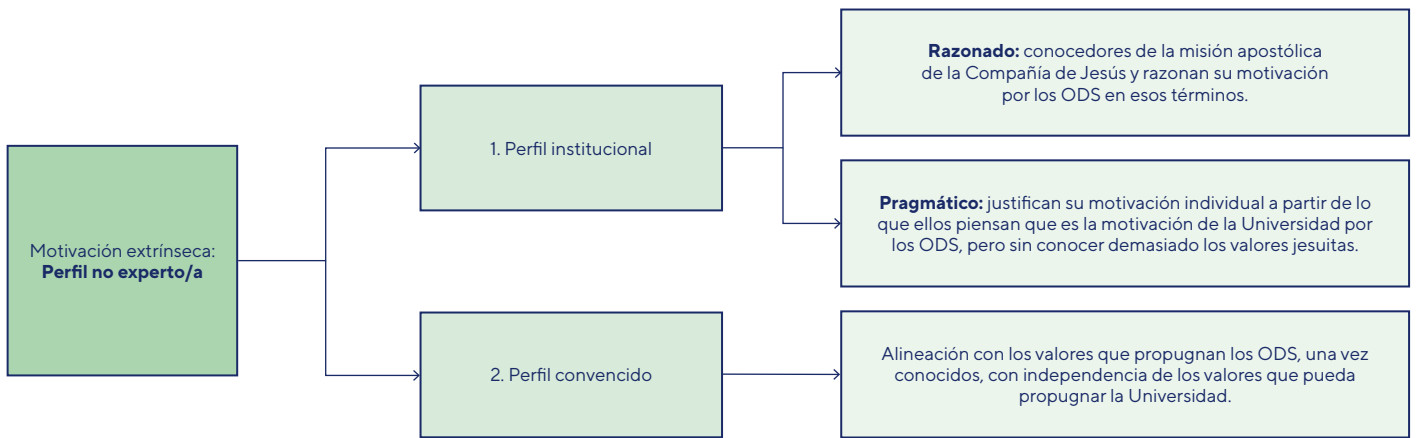 Motivación extrínseca:
Perfil no experto/a
1. Perfil institucional
Razonado: conocedores de la misión apostólica
de la Compañía de Jesús y razonan su motivación
por los ODS en esos términos.
Pragmático: justifican su motivación individual a partir de lo
que ellos piensan que es la motivación de la Universidad por
los ODS, pero sin conocer demasiado los valores jesuitas.
2. Perfil convencido
Alineación con los valores que propugnan los ODS, una vez
conocidos, con independencia de los valores que pueda
propugnar la Universidad.